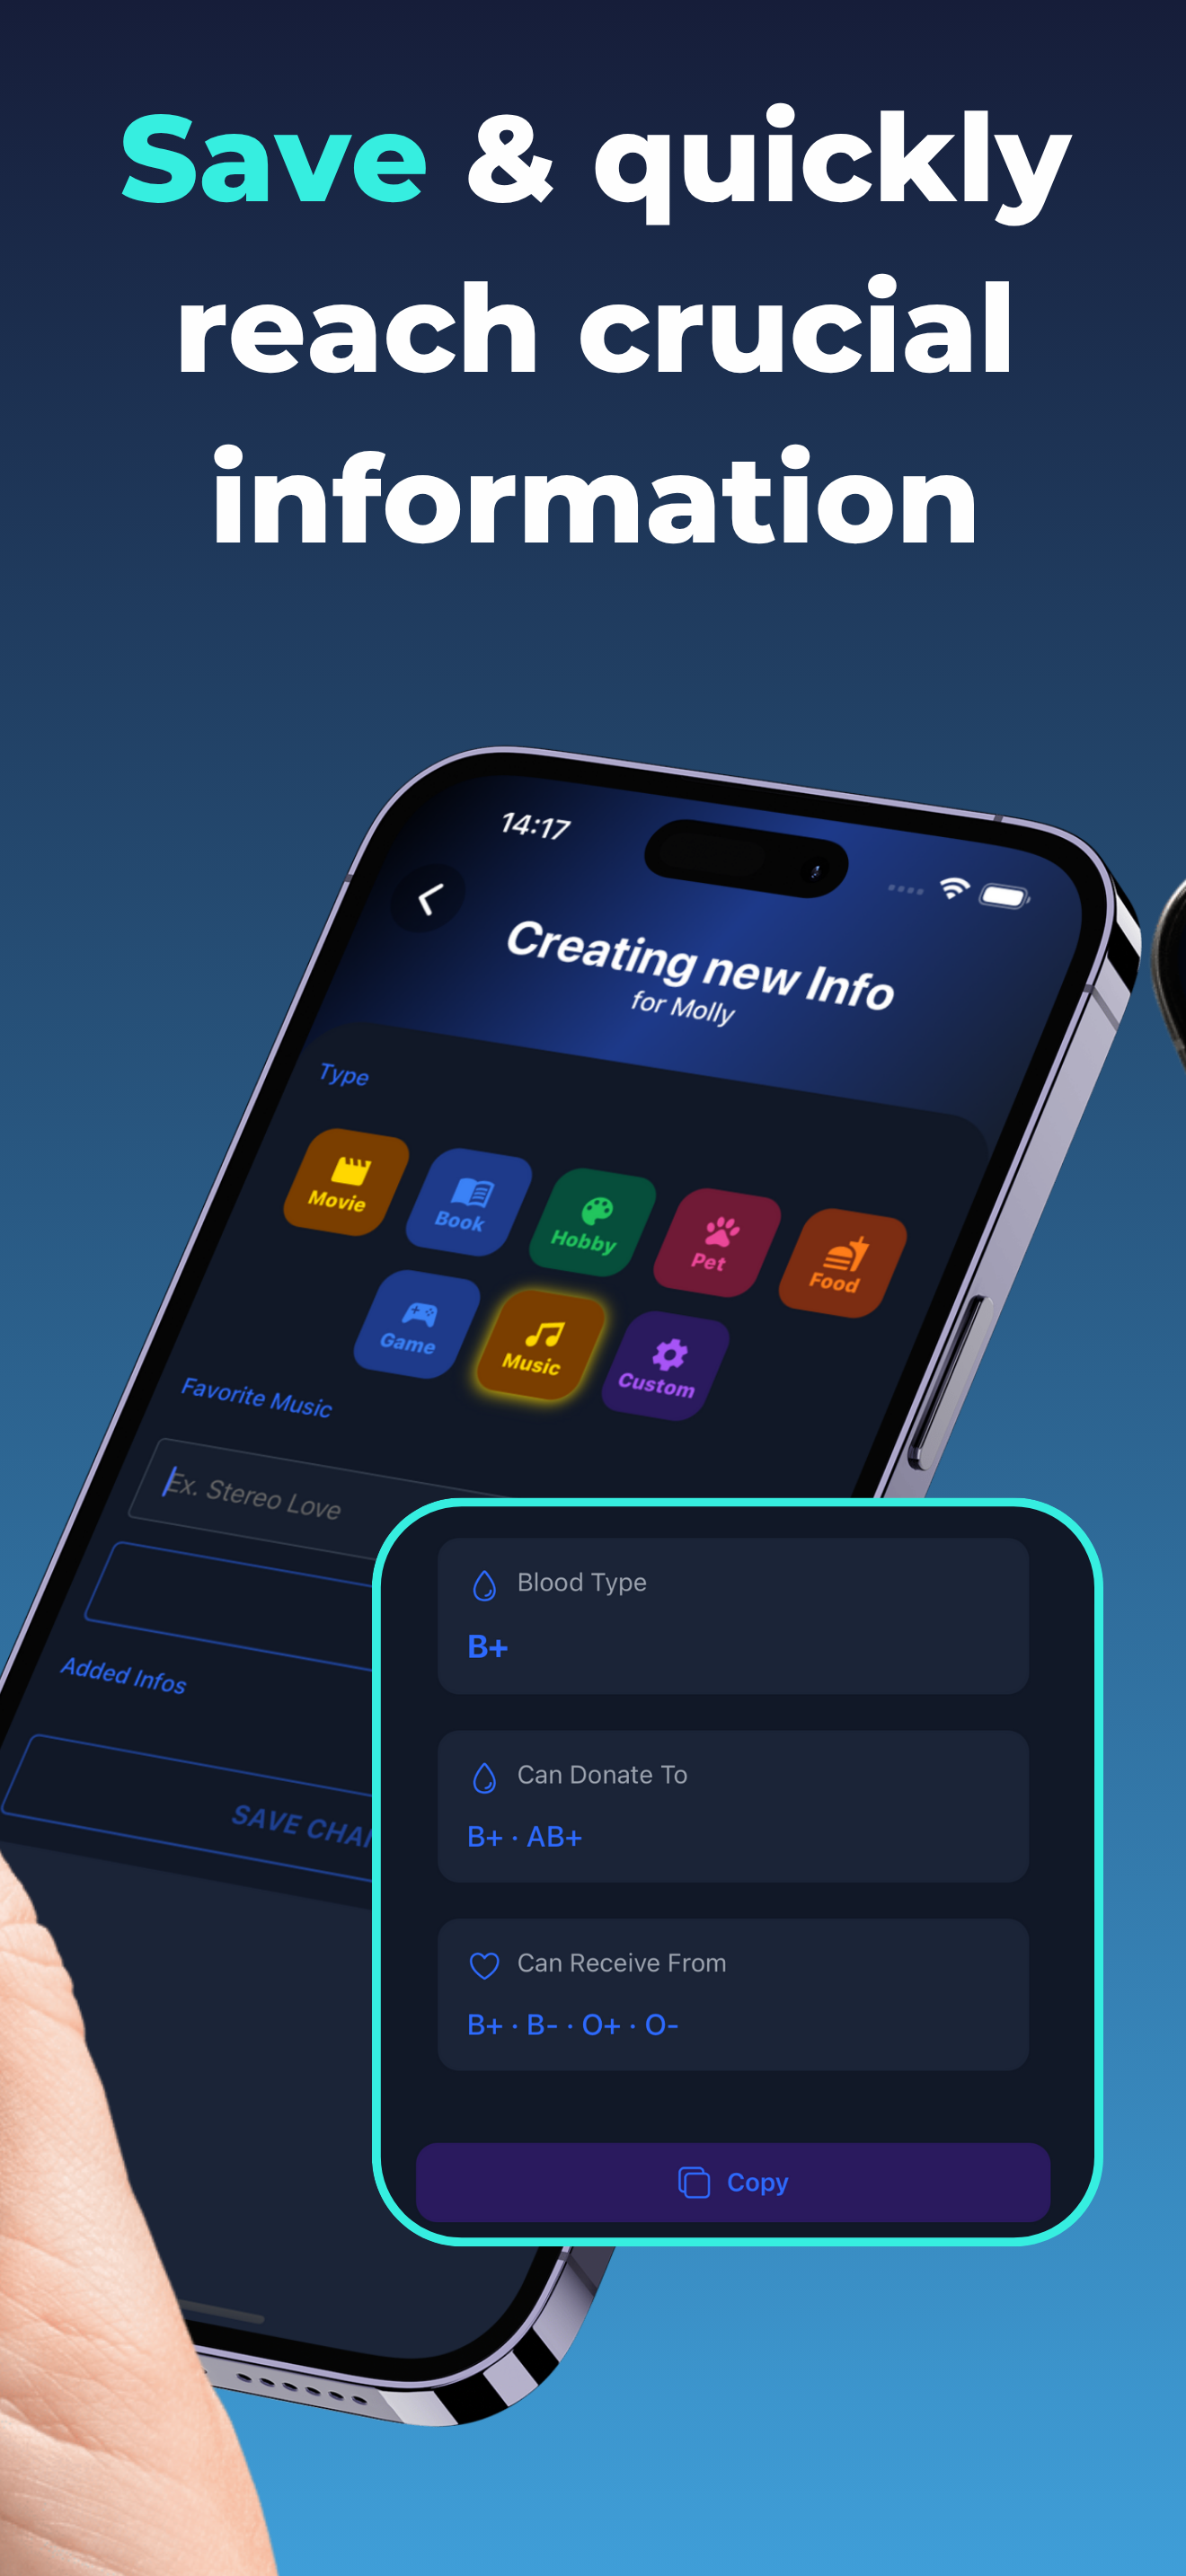 Save & quickly
reach crucial
information
14:17
Creating new Info
for Molly
Type
Movie
Book
Hobby
Pet
Food
Game
Music
Custom
Favorite Music
Ex. Stereo Love
Added Infos
SAVE CHA
Blood Type
B+
Can Donate To
B+ · AB+
Can Receive From
B+ · B- · O+ · O-
Copy